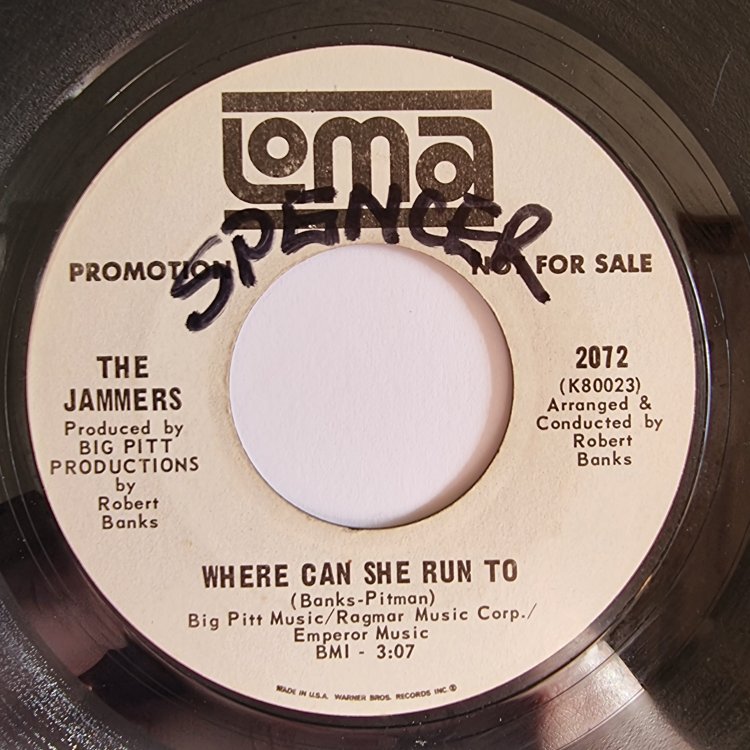 Loma
SPENCER
PROMOTION
NOT FOR SALE
THE
JAMMERS
Produced by
BIG PITT
PRODUCTIONS
by
Robert
Banks
2072
(K80023)
Arranged &
Conducted by
Robert
Banks
WHERE CAN SHE RUN TO
(Banks-Pitman)
Big Pitt Music/Ragmar Music Corp./
Emperor Music
BMI - 3:07
MADE IN U.S.A. WARNER BROS. RECORDS INC. ®